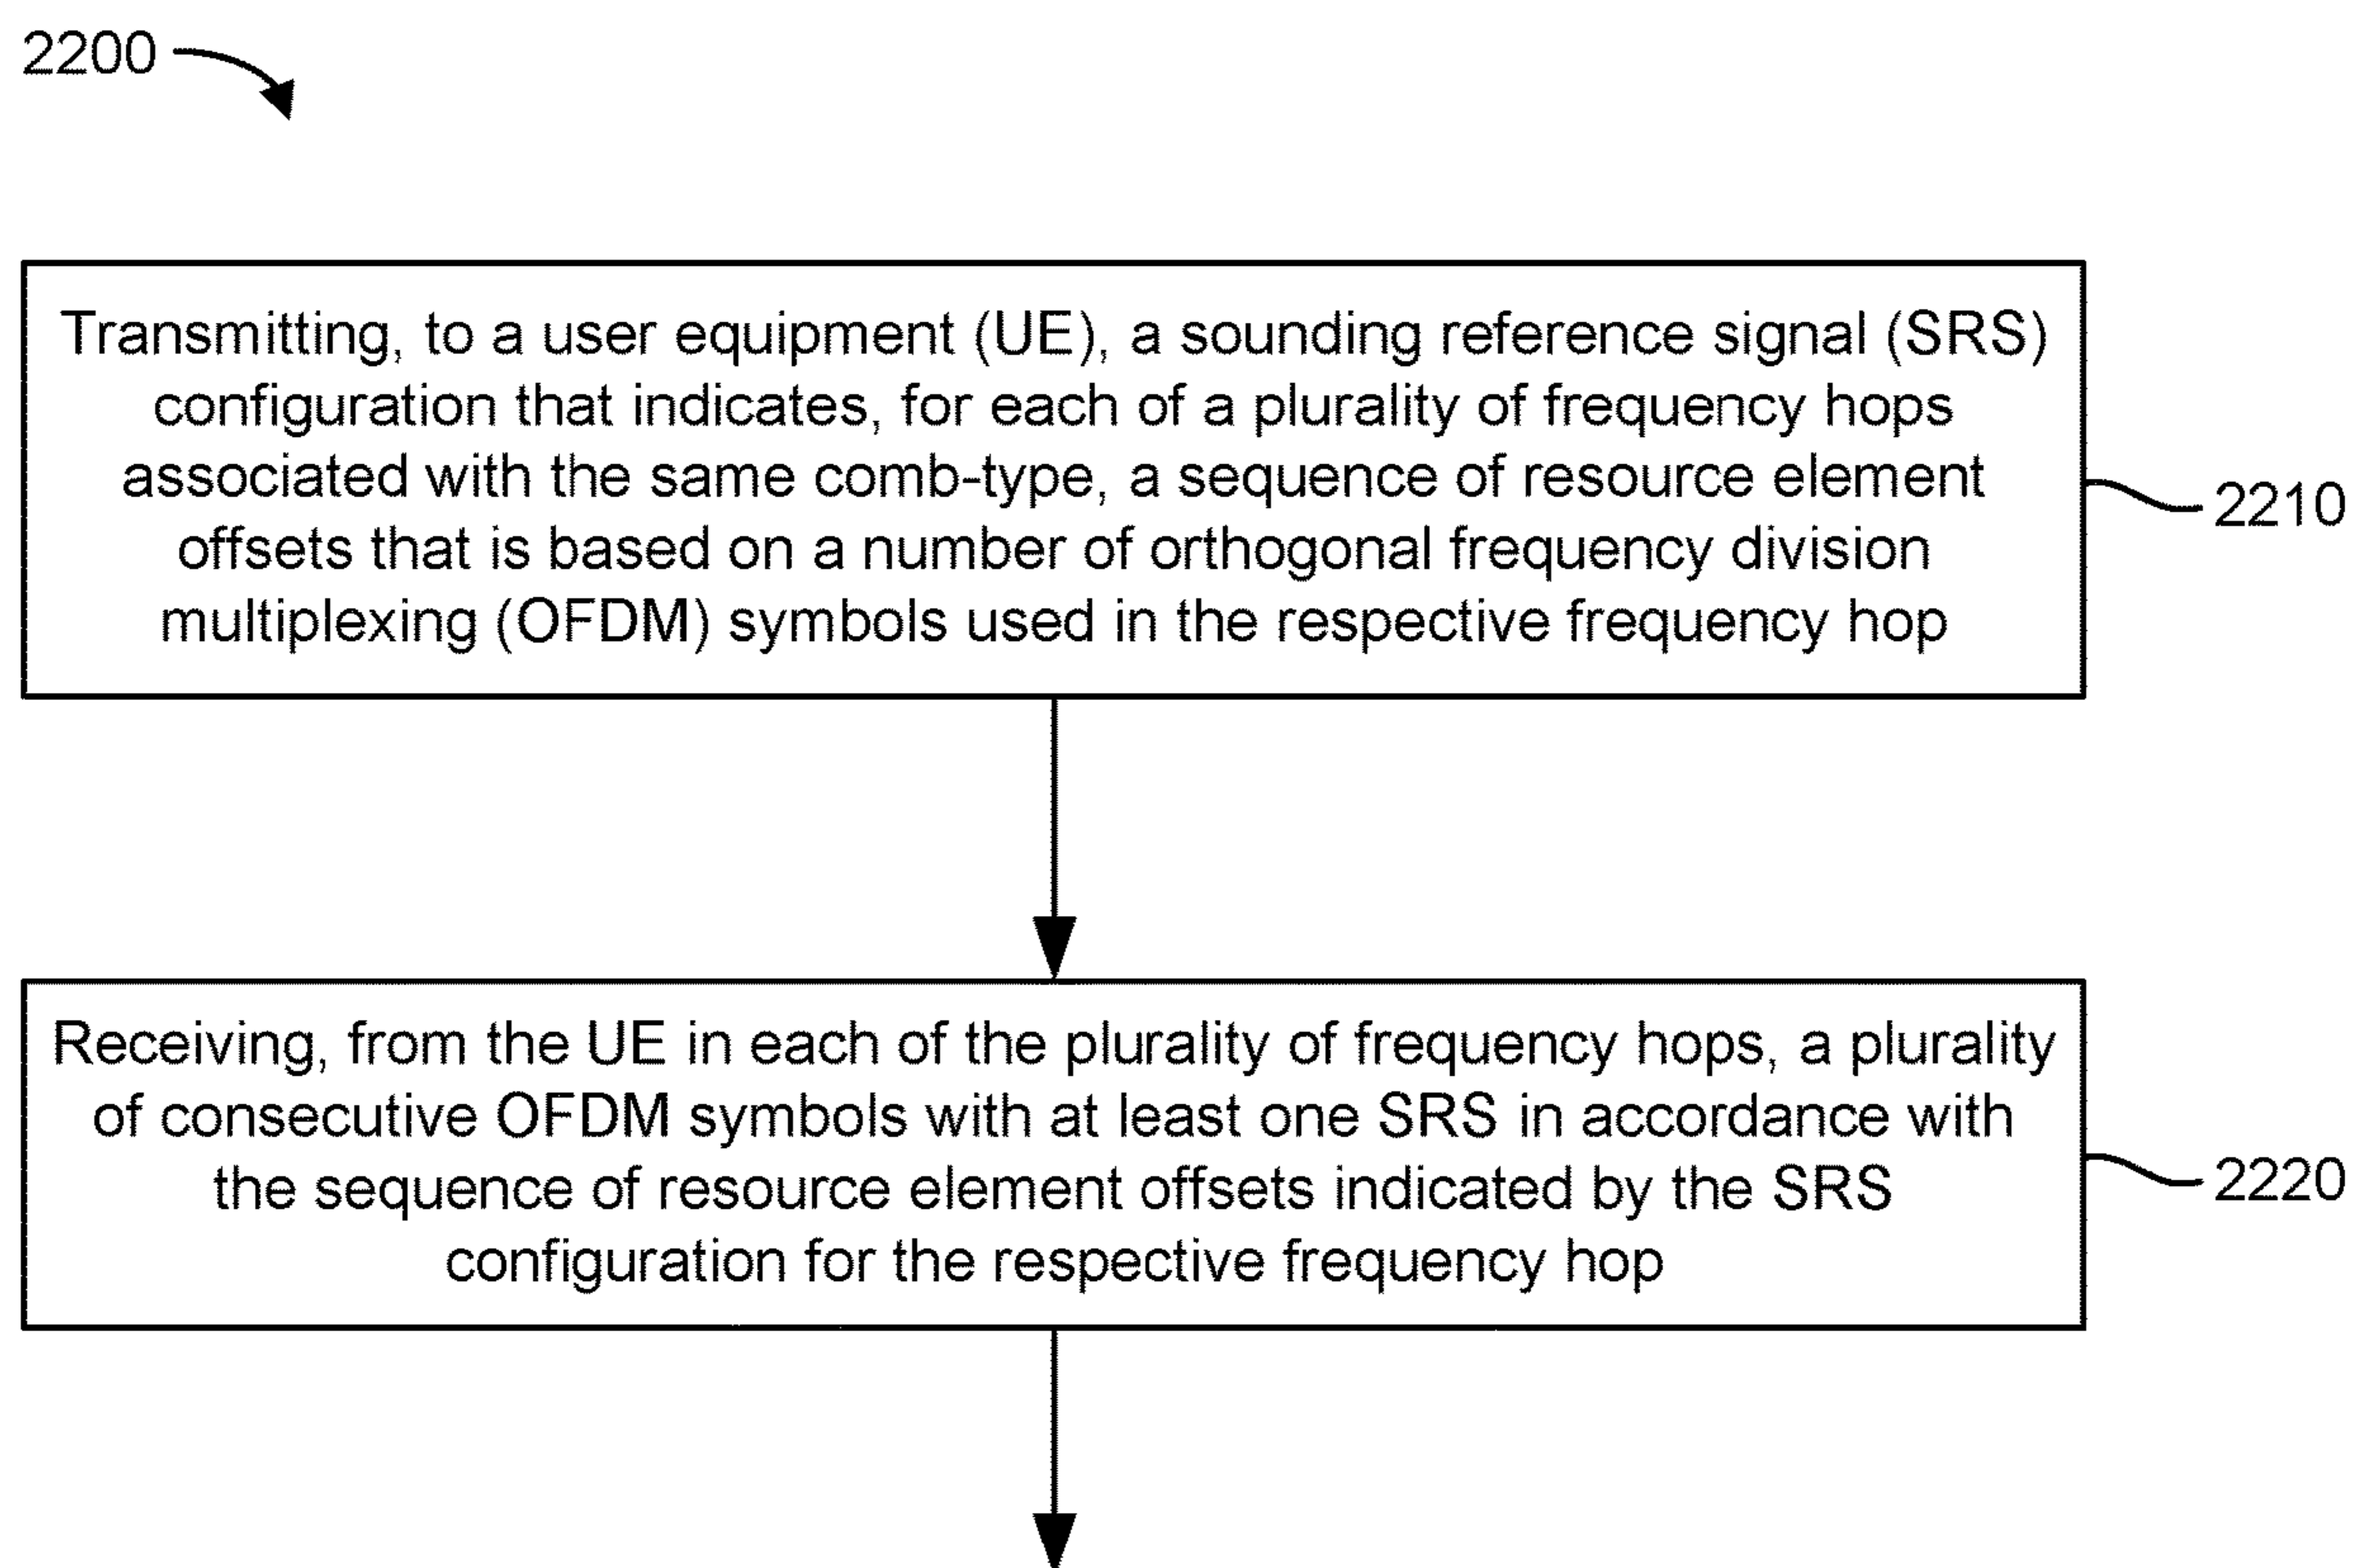 2200
Transmitting, to a user equipment (UE), a sounding reference signal (SRS)
configuration that indicates, for each of a plurality of frequency hops
associated with the same comb-type, a sequence of resource element
offsets that is based on a number of orthogonal frequency division
multiplexing (OFDM) symbols used in the respective frequency hop
2210
Receiving, from the UE in each of the plurality of frequency hops, a plurality
of consecutive OFDM symbols with at least one SRS in accordance with
the sequence of resource element offsets indicated by the SRS
configuration for the respective frequency hop
2220